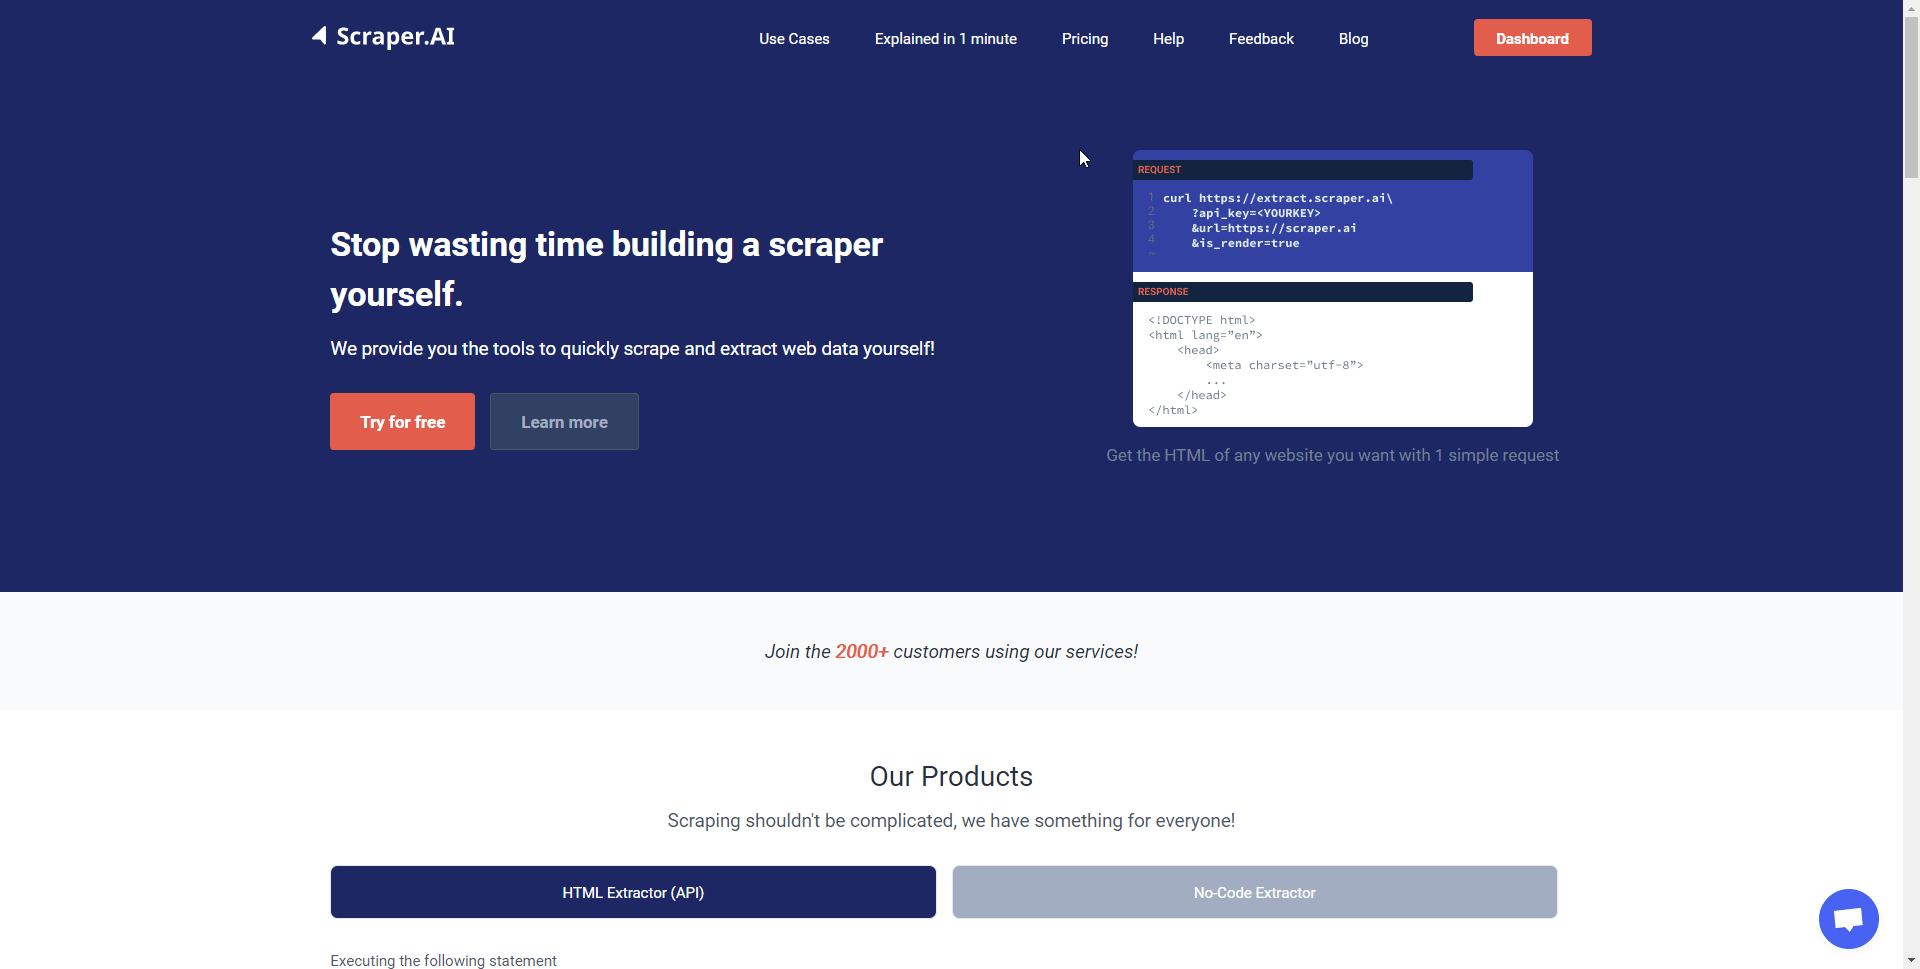 Scraper.AI
Use Cases
Explained in 1 minute
Pricing
Help
Feedback
Blog
Dashboard
Stop wasting time building a scraper
yourself.
We provide you the tools to quickly scrape and extract web data yourself!
Try for free
Learn more
REQUEST
1 curl https://extract.scraper.ai\
2 ?api_key=<YOURKEY>
3 &url=https://scraper.ai
4 &is_render=true
~
RESPONSE
<!DOCTYPE html>
<html lang=”en”>
<head>
<meta charset=”utf-8”>
...
</head>
</html>
Get the HTML of any website you want with 1 simple request
Join the 2000+ customers using our services!
Our Products
Scraping shouldn't be complicated, we have something for everyone!
HTML Extractor (API)
No-Code Extractor
Executing the following statement